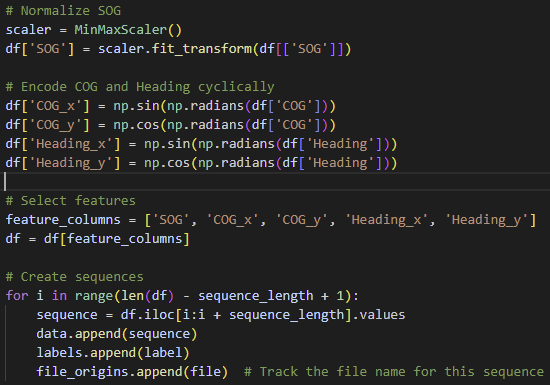 # Normalize SOG
scaler = MinMaxScaler()
df['SOG'] = scaler.fit_transform(df[['SOG']])

# Encode COG and Heading cyclically
df['COG_x'] = np.sin(np.radians(df['COG']))
df['COG_y'] = np.cos(np.radians(df['COG']))
df['Heading_x'] = np.sin(np.radians(df['Heading']))
df['Heading_y'] = np.cos(np.radians(df['Heading']))

# Select features
feature_columns = ['SOG', 'COG_x', 'COG_y', 'Heading_x', 'Heading_y']
df = df[feature_columns]

# Create sequences
for i in range(len(df) - sequence_length + 1):
    sequence = df.iloc[i:i + sequence_length].values
    data.append(sequence)
    labels.append(label)
    file_origins.append(file)  # Track the file name for this sequence